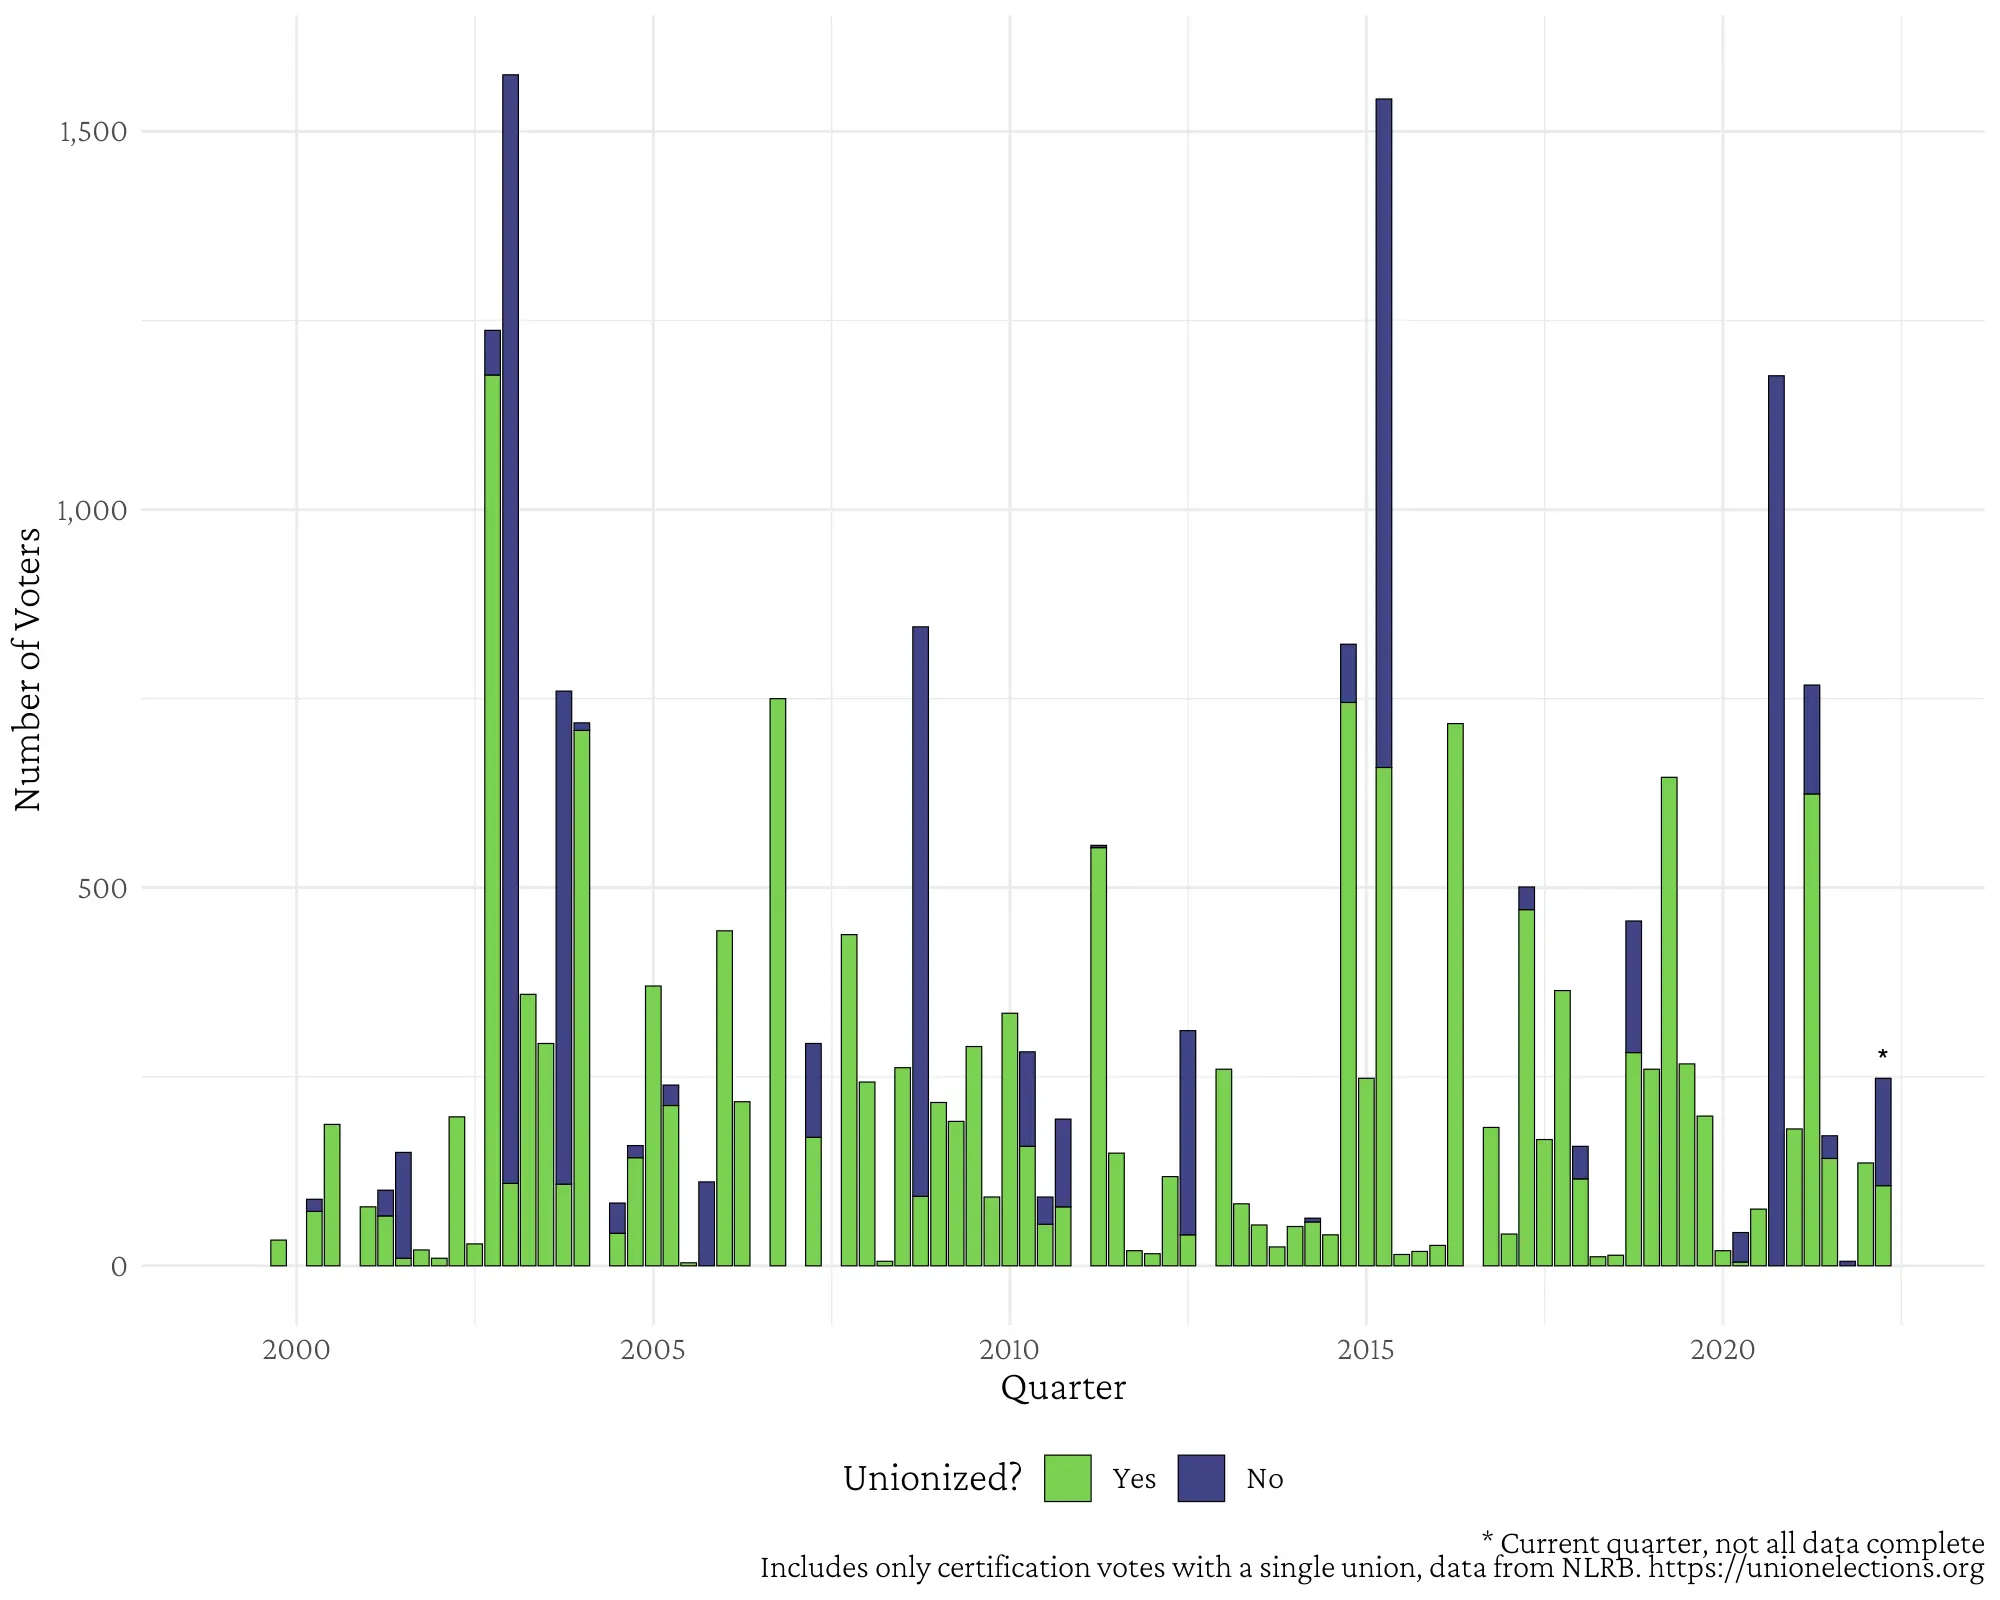 1,500
1,000
500
0
Number of Voters
*
2000 2005 2010 2015 2020
Quarter
Unionized? Yes No
* Current quarter, not all data complete
Includes only certification votes with a single union, data from NLRB. https://unionelections.org